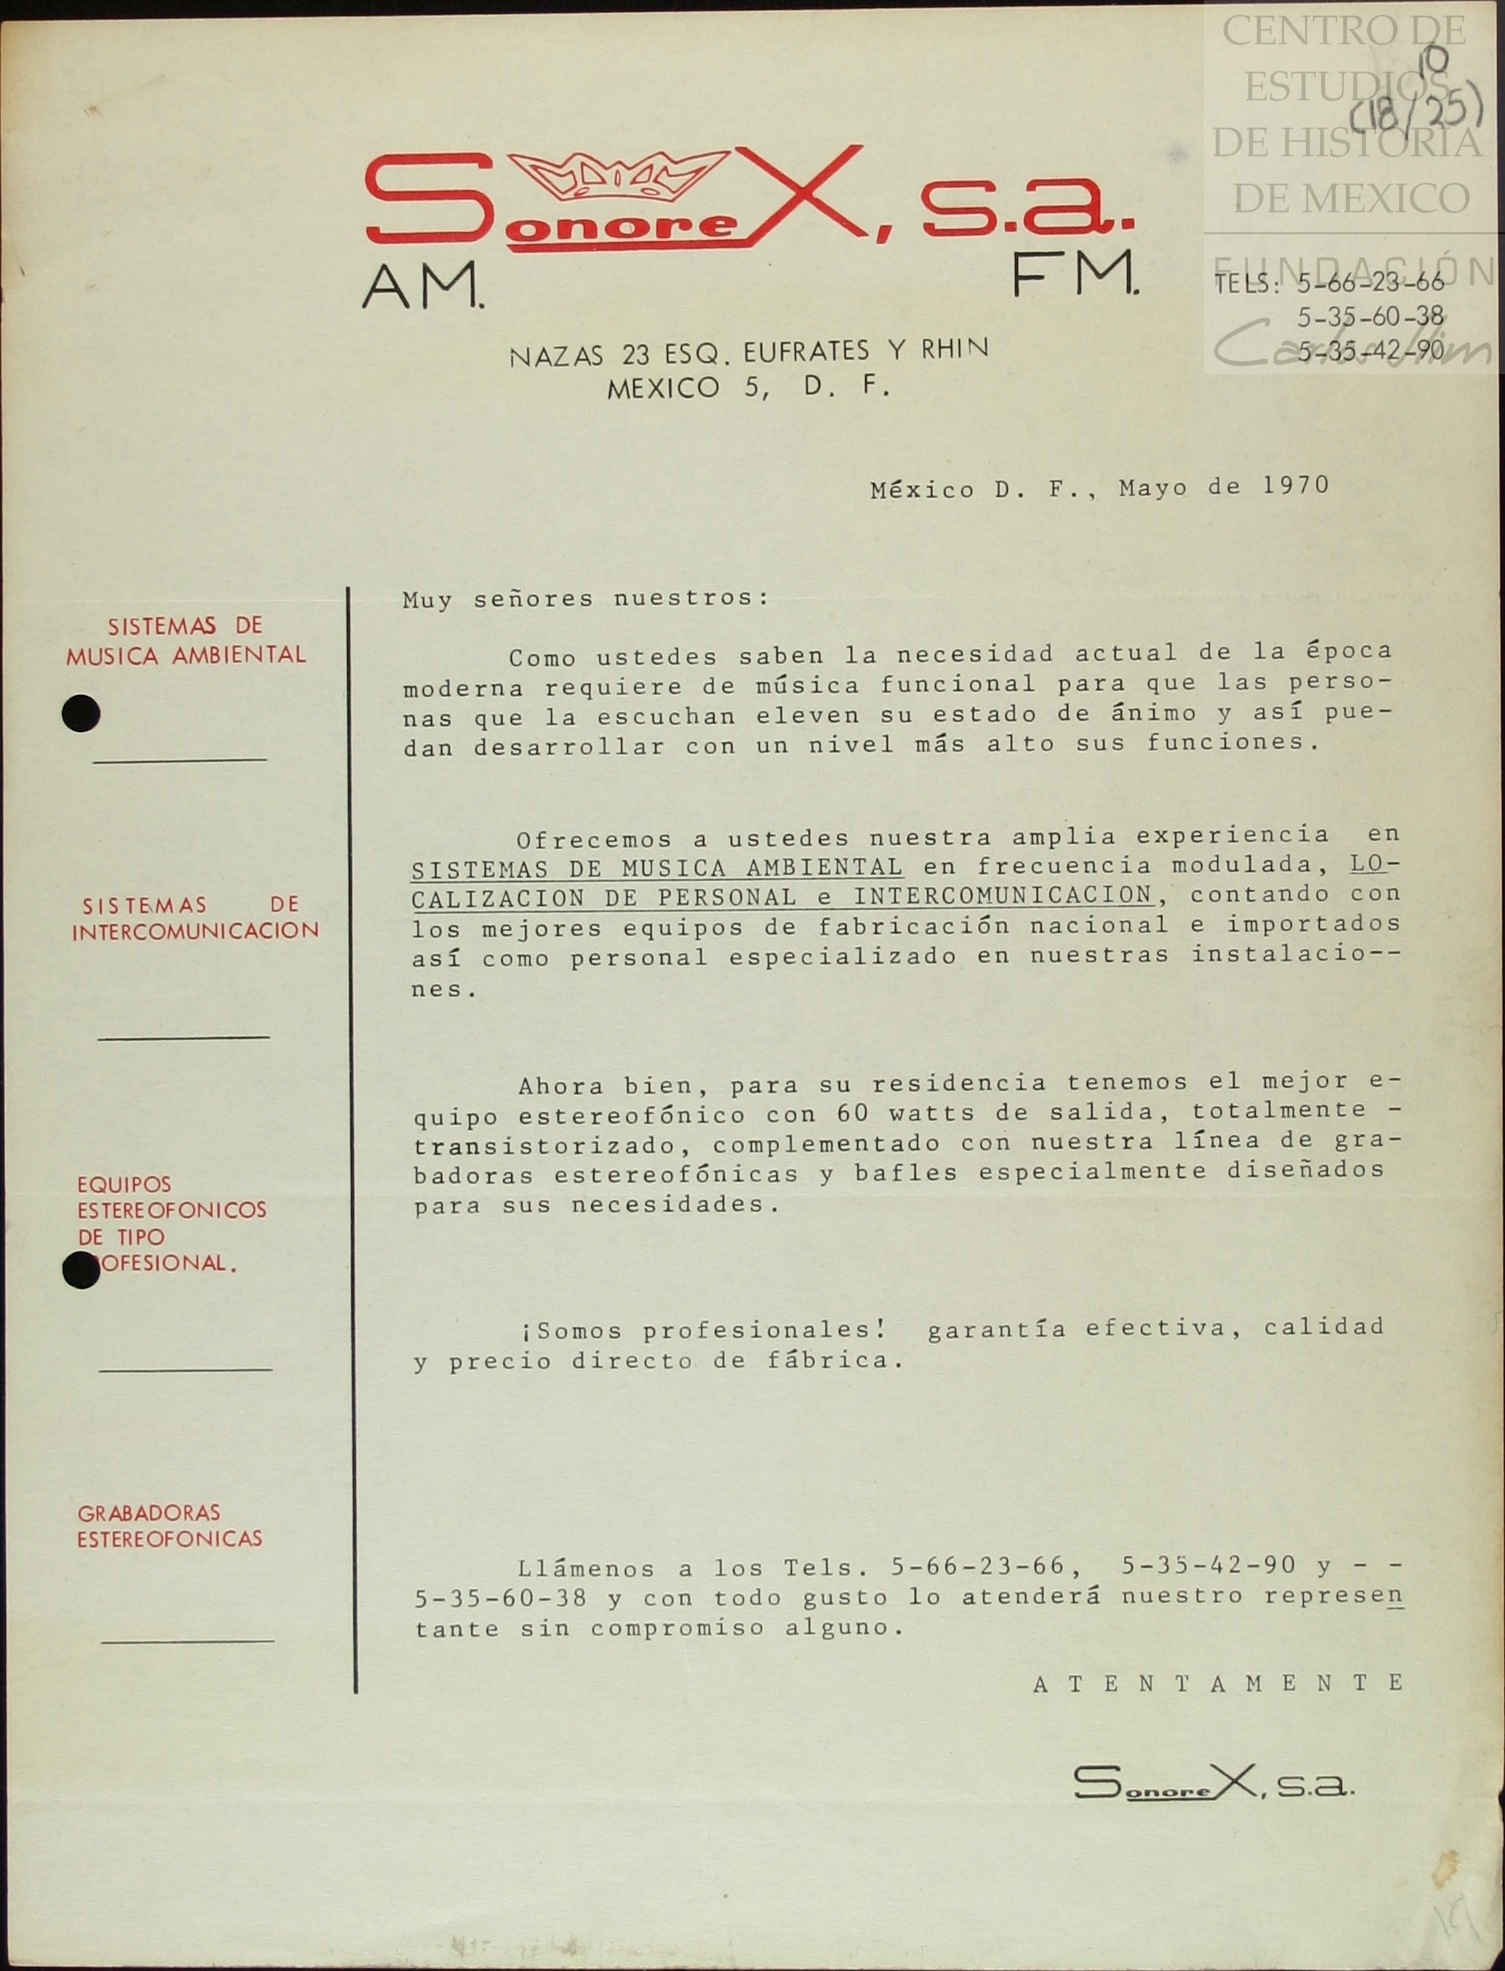 CENTRO DE
ESTUDIOS
DE HISTORIA
DE MEXICO
FUNDACIÓN
Carlos Slim
10
(18/25)
SonoreX, s.a.
AM. FM.
TELS: 5-66-23-66
5-35-60-38
5-35-42-90
NAZAS 23 ESQ. EUFRATES Y RHIN
MEXICO 5, D. F.
México D. F., Mayo de 1970
SISTEMAS DE
MUSICA AMBIENTAL
SISTEMAS DE
INTERCOMUNICACION
EQUIPOS
ESTEREOFONICOS
DE TIPO
OFESIONAL.
GRABADORAS
ESTEREOFONICAS
Muy señores nuestros:
Como ustedes saben la necesidad actual de la época
moderna requiere de música funcional para que las perso-
nas que la escuchan eleven su estado de ánimo y así pue-
dan desarrollar con un nivel más alto sus funciones.
Ofrecemos a ustedes nuestra amplia experiencia en
SISTEMAS DE MUSICA AMBIENTAL en frecuencia modulada, LO-
CALIZACION DE PERSONAL e INTERCOMUNICACION, contando con
los mejores equipos de fabricación nacional e importados
así como personal especializado en nuestras instalacio--
nes.
Ahora bien, para su residencia tenemos el mejor e-
quipo estereofónico con 60 watts de salida, totalmente -
transistorizado, complementado con nuestra línea de gra-
badoras estereofónicas y bafles especialmente diseñados
para sus necesidades.
¡Somos profesionales! garantía efectiva, calidad
y precio directo de fábrica.
Llámenos a los Tels. 5-66-23-66, 5-35-42-90 y - -
5-35-60-38 y con todo gusto lo atenderá nuestro represen
tante sin compromiso alguno.
A T E N T A M E N T E
SonoreX, s.a.